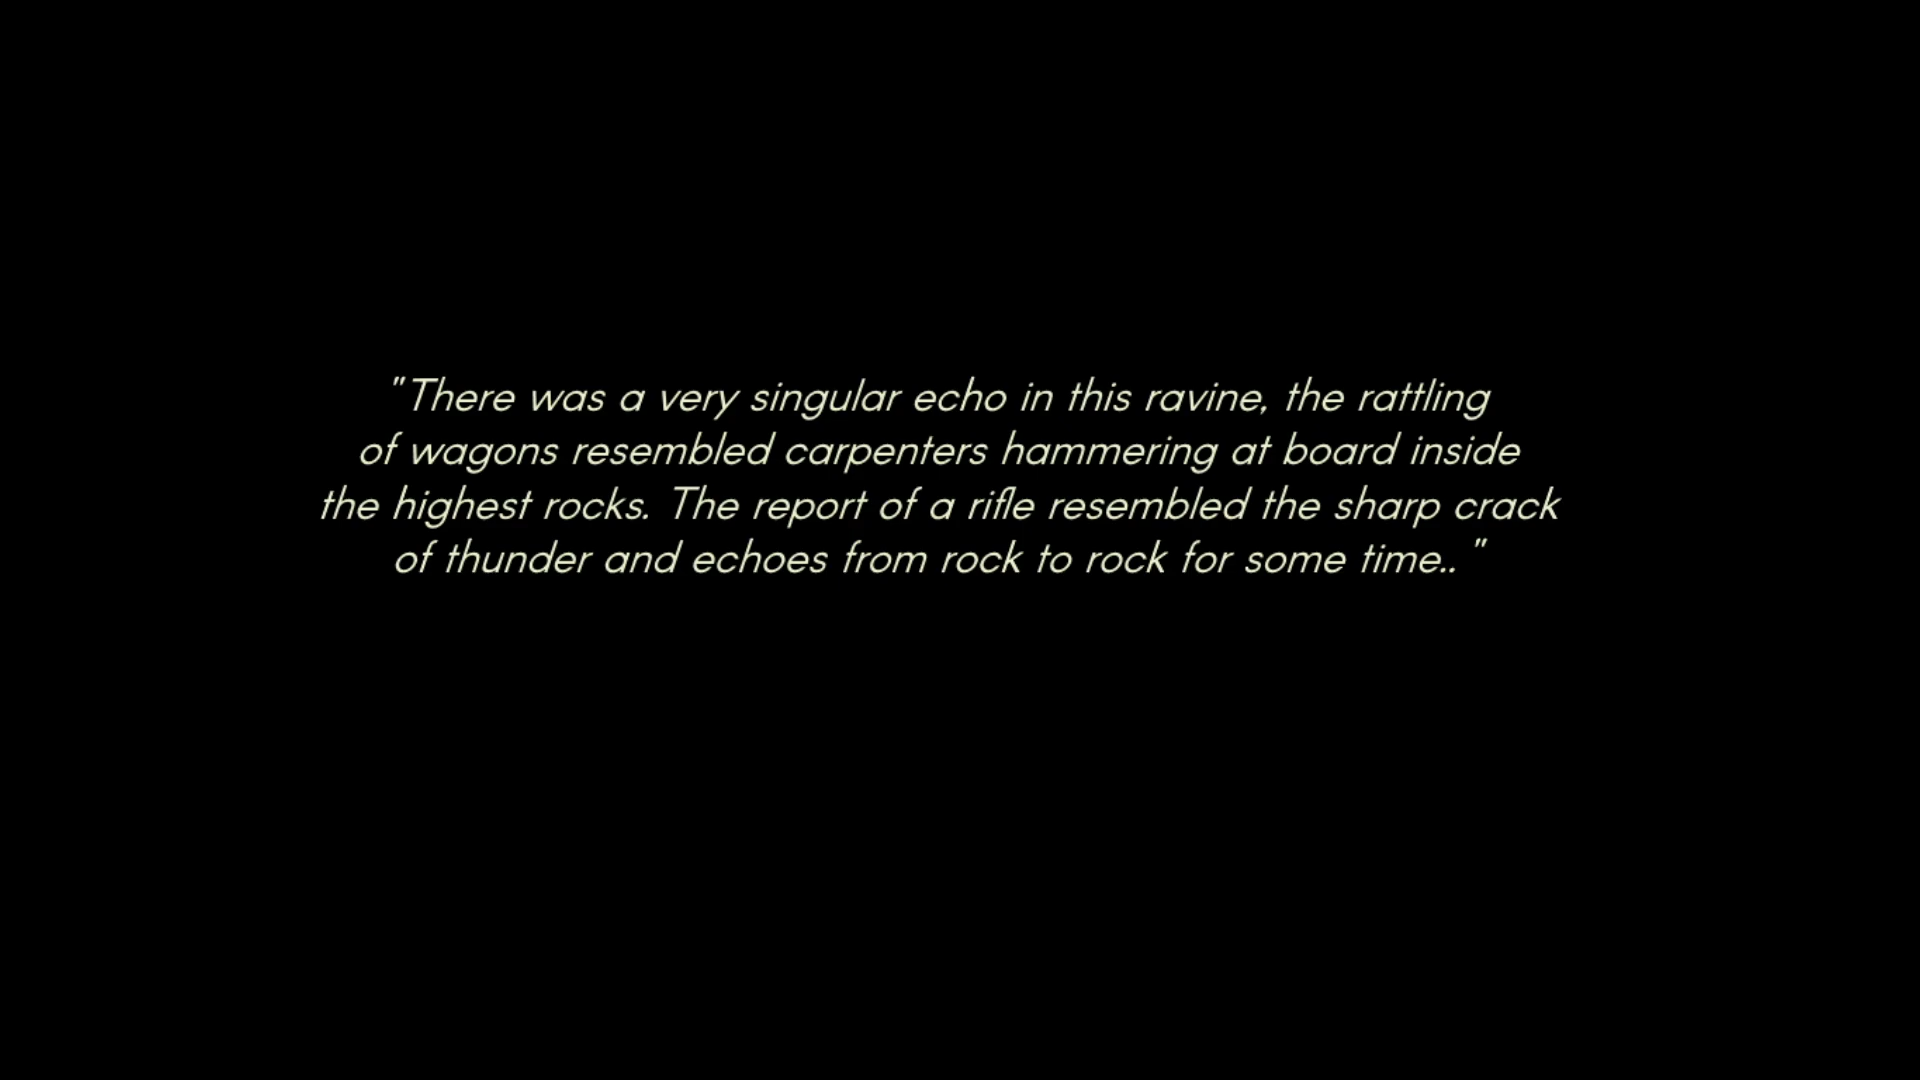 "There was a very singular echo in this ravine, the rattling
of wagons resembled carpenters hammering at board inside
the highest rocks. The report of a rifle resembled the sharp crack
of thunder and echoes from rock to rock for some time.. "